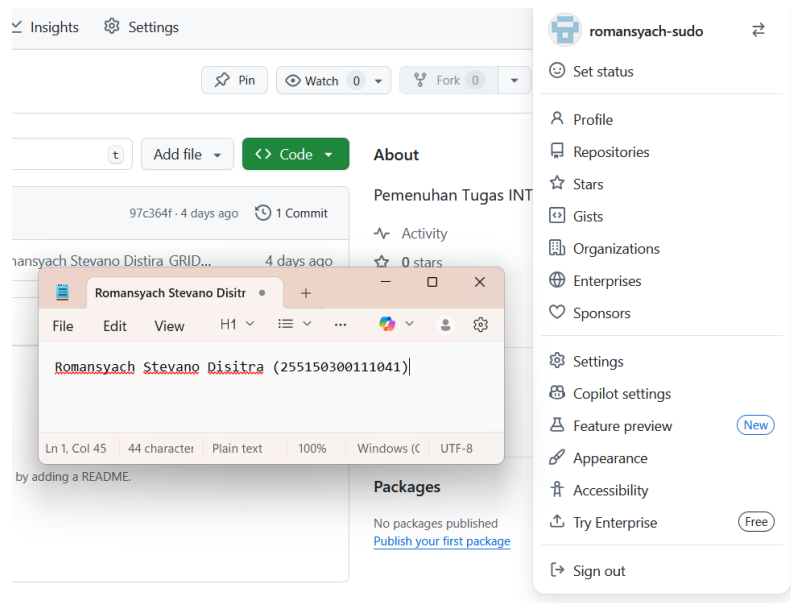 Insights
Settings
romansyach-sudo
Set status
Pin
Watch 0
Fork 0
Profile
Repositories
Stars
Gists
Organizations
Enterprises
Sponsors
Settings
Copilot settings
Feature preview New
Appearance
Accessibility
Try Enterprise Free
Sign out
t
Add file
Code
About
97c364f · 4 days ago
1 Commit
Pemenuhan Tugas INT
Activity
0 stars
mansyach Stevano Distira_GRID...
4 days ago
Romansyach Stevano Disitr
File Edit View H1
Romansyach Stevano Disitra (255150300111041)
Ln 1, Col 45
44 character
Plain text
100%
Windows (C
UTF-8
by adding a README.
Packages
No packages published
Publish your first package